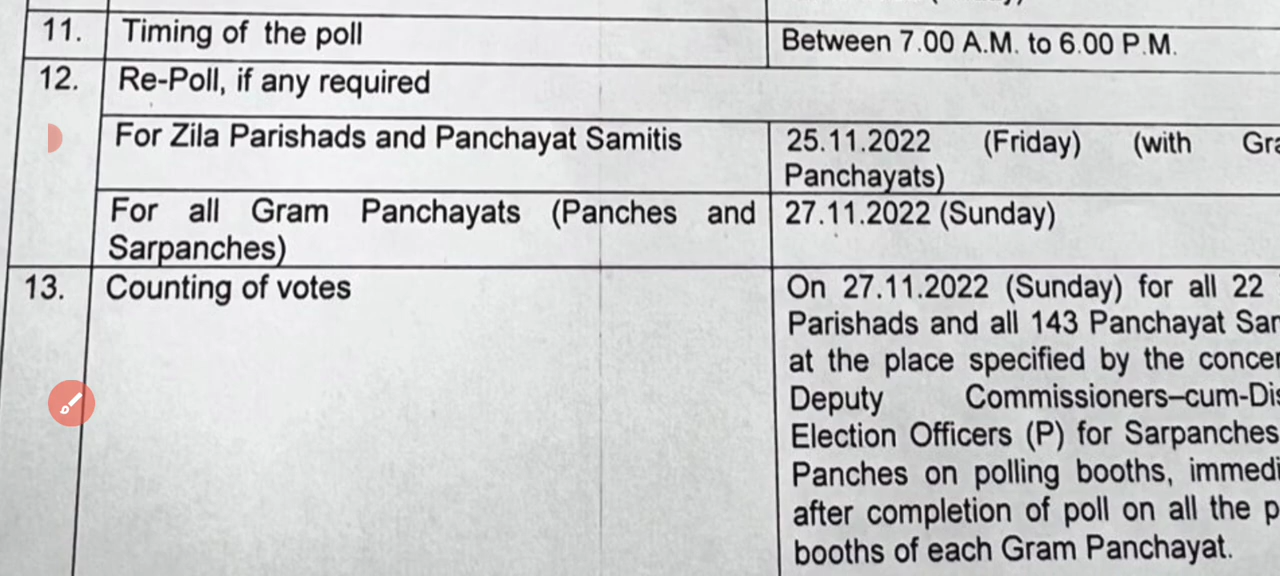 11. Timing of the poll Between 7.00 A.M. to 6.00 P.M.
12. Re-Poll, if any required
For Zila Parishads and Panchayat Samitis 25.11.2022 (Friday) (with
Panchayats)
For all Gram Panchayats (Panches and 27.11.2022 (Sunday)
Sarpanches)
13. Counting of votes On 27.11.2022 (Sunday) for all 22
Parishads and all 143 Panchayat
at the place specified by the
Deputy Commissioners–cum-
Election Officers (P) for Sarpanches
Panches on polling booths,
after completion of poll on all the
booths of each Gram Panchayat.